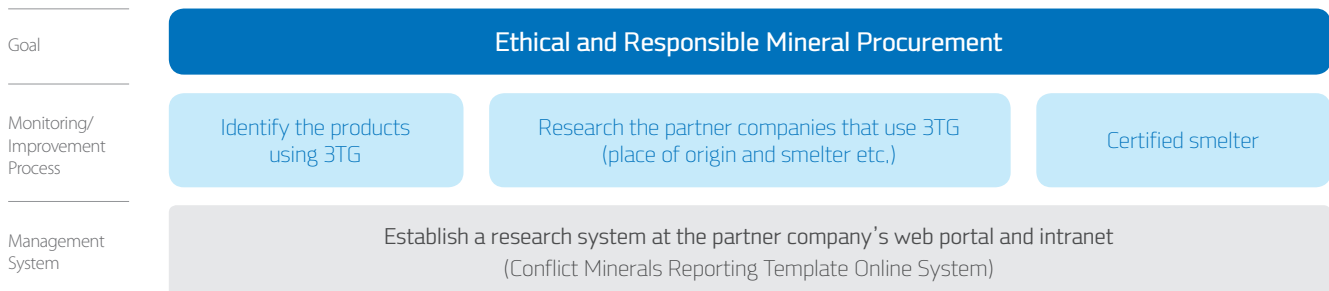 Goal
Ethical and Responsible Mineral Procurement
Monitoring/
Improvement
Process
Identify the products
using 3TG
Research the partner companies that use 3TG
(place of origin and smelter etc.)
Certified smelter
Management
System
Establish a research system at the partner company's web portal and intranet
(Conflict Minerals Reporting Template Online System)